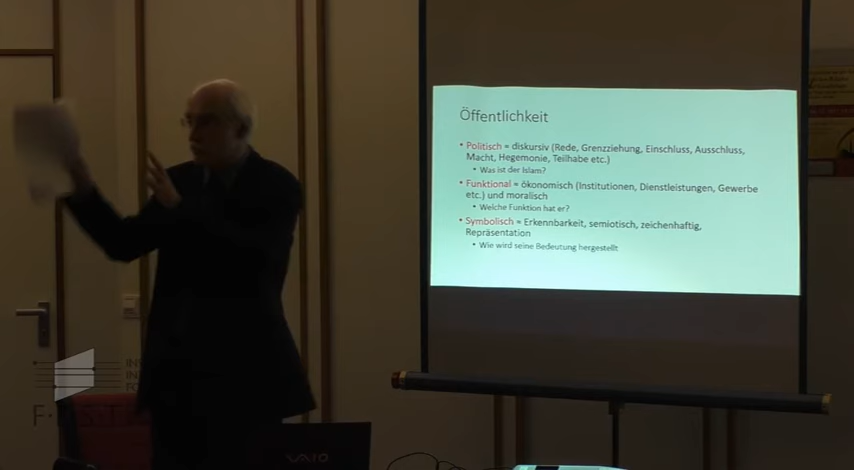 Öffentlichkeit
• Politisch = diskursiv (Rede, Grenzziehung, Einschluss, Ausschluss,
Macht, Hegemonie, Teilhabe etc.)
• Was ist der Islam?
• Funktional = ökonomisch (Institutionen, Dienstleistungen, Gewerbe
etc.) und moralisch
• Welche Funktion hat er?
• Symbolisch = Erkennbarkeit, semiotisch, zeichenhaftig,
Repräsentation
• Wie wird seine Bedeutung hergestellt
VAIO